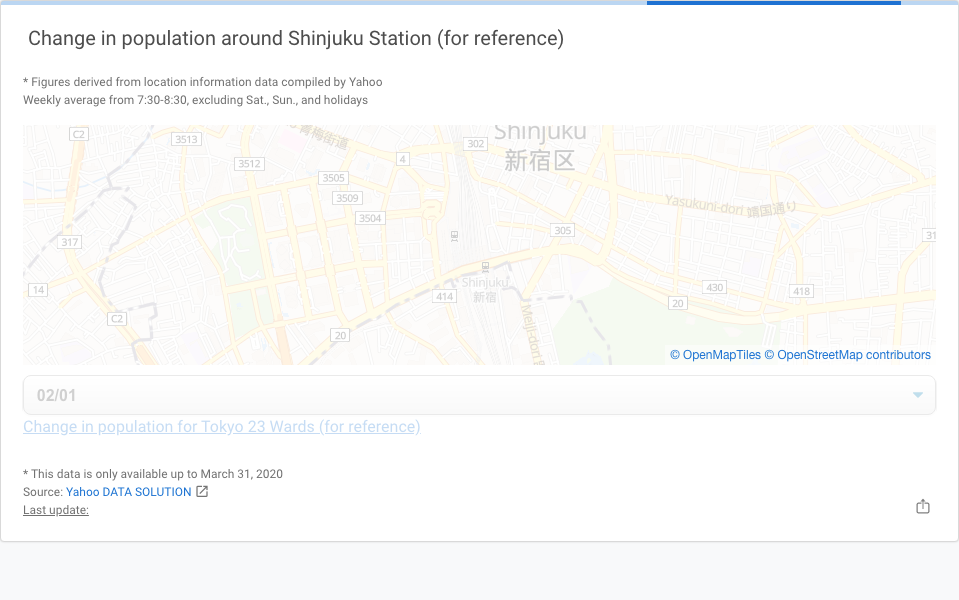 Change in population around Shinjuku Station (for reference)
* Figures derived from location information data compiled by Yahoo
Weekly average from 7:30-8:30, excluding Sat., Sun., and holidays
C2
3513
青梅街道
302
Shinjuku
新宿区
3512
4
3505
3509
Yasukuni-dori 靖国通り
3504
305
317
31
14
Shinjuku
新宿
414
430
418
20
C2
Meiji-dori
20
© OpenMapTiles © OpenStreetMap contributors
02/01
Change in population for Tokyo 23 Wards (for reference)
* This data is only available up to March 31, 2020
Source: Yahoo DATA SOLUTION
Last update: